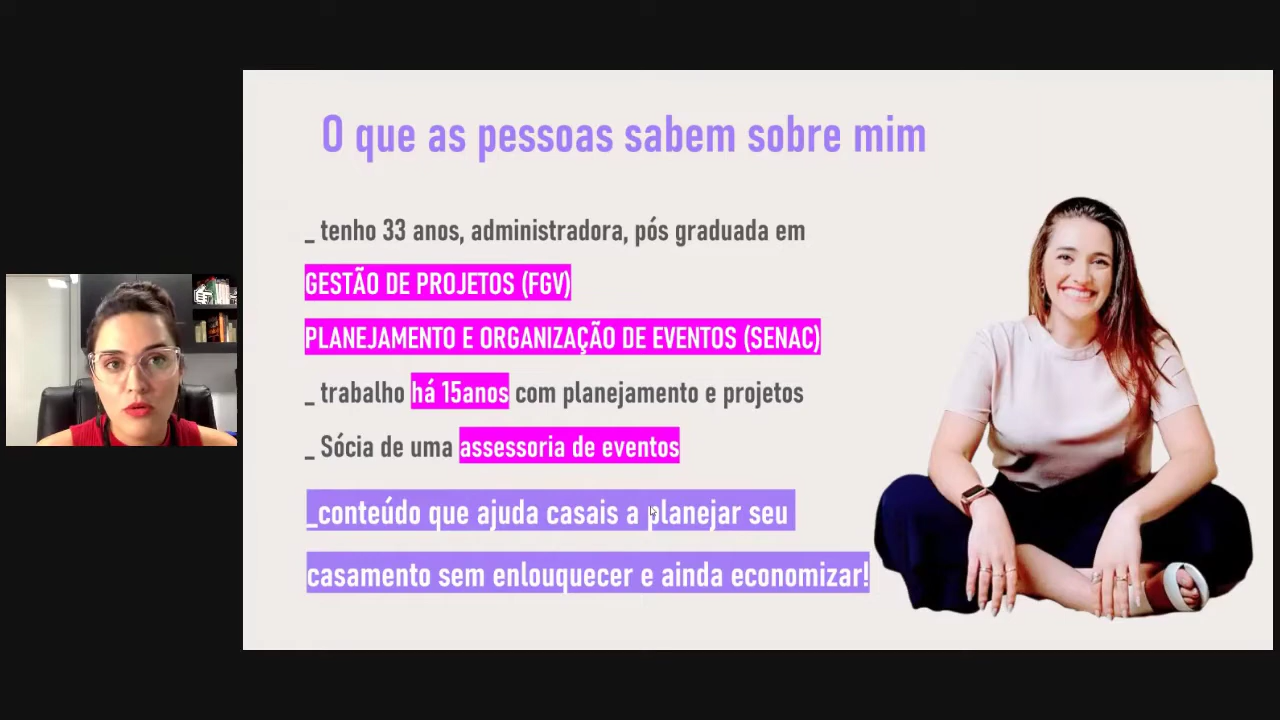 O que as pessoas sabem sobre mim
_ tenho 33 anos, administradora, pós graduada em
GESTÃO DE PROJETOS (FGV)
PLANEJAMENTO E ORGANIZAÇÃO DE EVENTOS (SENAC)
_ trabalho há 15anos com planejamento e projetos
_ Sócia de uma assessoria de eventos
_conteúdo que ajuda casais a planejar seu
casamento sem enlouquecer e ainda economizar!